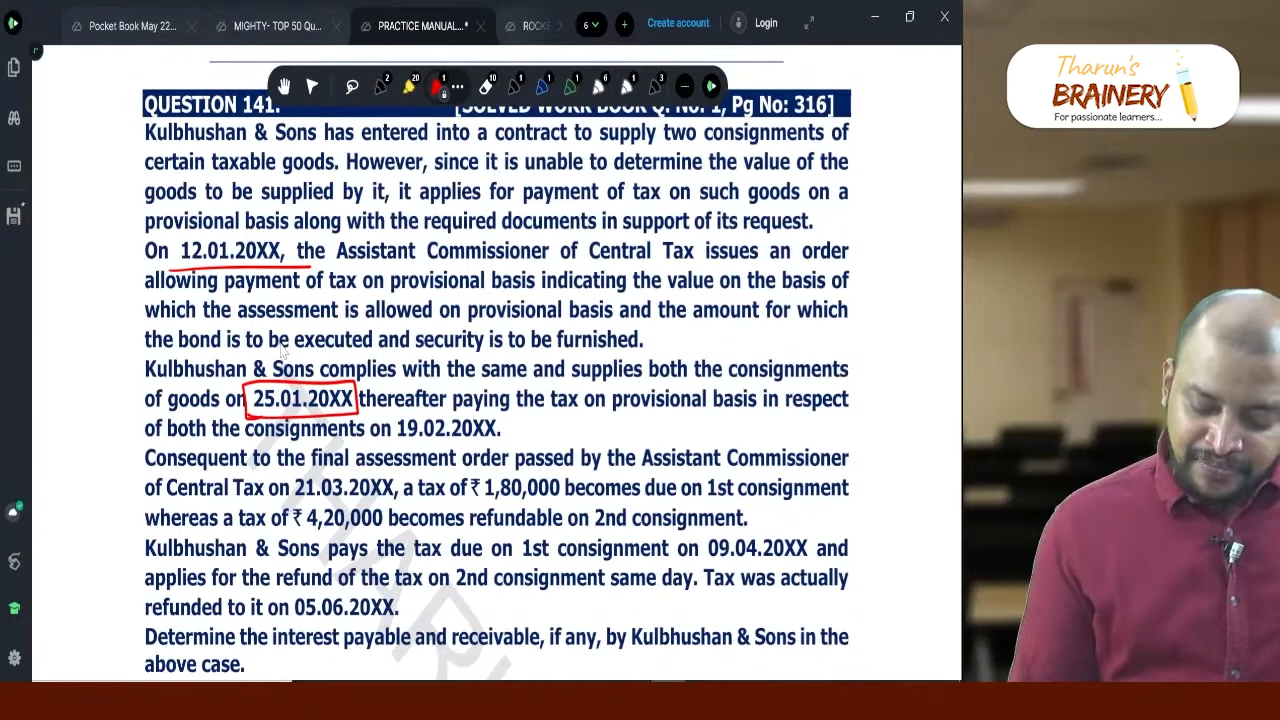 Pocket Book May 22...
MIGHTY- TOP 50 Qu...
PRACTICE MANUAL...*
ROCKE
6
Create account
Login
2
20
1
10
1
1
1
6
1
3
Tharun's
BRAINERY
For passionate learners...
QUESTION 141. [SOLVED WORK BOOK Q. No: 1, Pg No: 316]
Kulbhushan & Sons has entered into a contract to supply two consignments of
certain taxable goods. However, since it is unable to determine the value of the
goods to be supplied by it, it applies for payment of tax on such goods on a
provisional basis along with the required documents in support of its request.
On 12.01.20XX, the Assistant Commissioner of Central Tax issues an order
allowing payment of tax on provisional basis indicating the value on the basis of
which the assessment is allowed on provisional basis and the amount for which
the bond is to be executed and security is to be furnished.
Kulbhushan & Sons complies with the same and supplies both the consignments
of goods on 25.01.20XX thereafter paying the tax on provisional basis in respect
of both the consignments on 19.02.20XX.
Consequent to the final assessment order passed by the Assistant Commissioner
of Central Tax on 21.03.20XX, a tax of ₹ 1,80,000 becomes due on 1st consignment
whereas a tax of ₹ 4,20,000 becomes refundable on 2nd consignment.
Kulbhushan & Sons pays the tax due on 1st consignment on 09.04.20XX and
applies for the refund of the tax on 2nd consignment same day. Tax was actually
refunded to it on 05.06.20XX.
Determine the interest payable and receivable, if any, by Kulbhushan & Sons in the
above case.
THAR